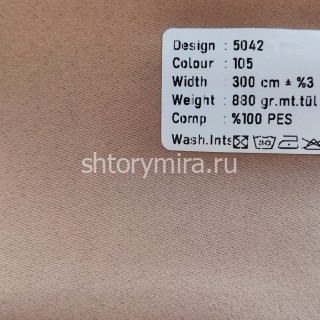 Design : 5042
Colour : 105
Width : 300 cm ± %3
Weight : 880 gr.mt.tül
Comp : %100 PES
Wash.Ints
shtorymira.ru